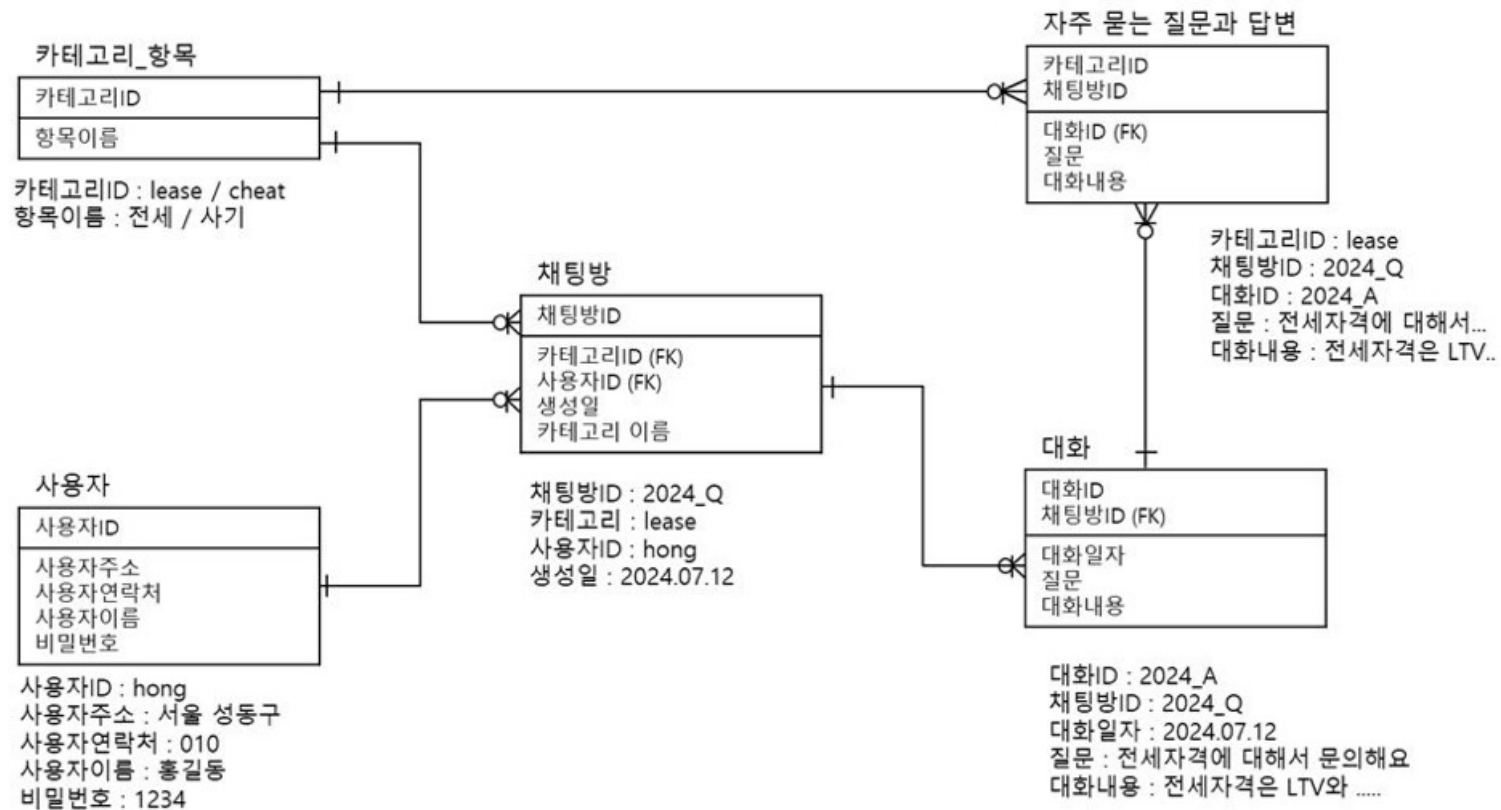 카테고리_항목
카테고리ID
항목이름
카테고리ID : lease / cheat
항목이름 : 전세 / 사기
자주 묻는 질문과 답변
카테고리ID
채팅방ID
대화ID (FK)
질문
대화내용
카테고리ID : lease
채팅방ID : 2024_Q
대화ID : 2024_A
질문 : 전세자격에 대해서...
대화내용 : 전세자격은 LTV..
채팅방
채팅방ID
카테고리ID (FK)
사용자ID (FK)
생성일
카테고리 이름
채팅방ID : 2024_Q
카테고리 : lease
사용자ID : hong
생성일 : 2024.07.12
사용자
사용자ID
사용자주소
사용자연락처
사용자이름
비밀번호
사용자ID : hong
사용자주소 : 서울 성동구
사용자연락처 : 010
사용자이름 : 홍길동
비밀번호 : 1234
대화
대화ID
채팅방ID (FK)
대화일자
질문
대화내용
대화ID : 2024_A
채팅방ID : 2024_Q
대화일자 : 2024.07.12
질문 : 전세자격에 대해서 문의해요
대화내용 : 전세자격은 LTV와 .....